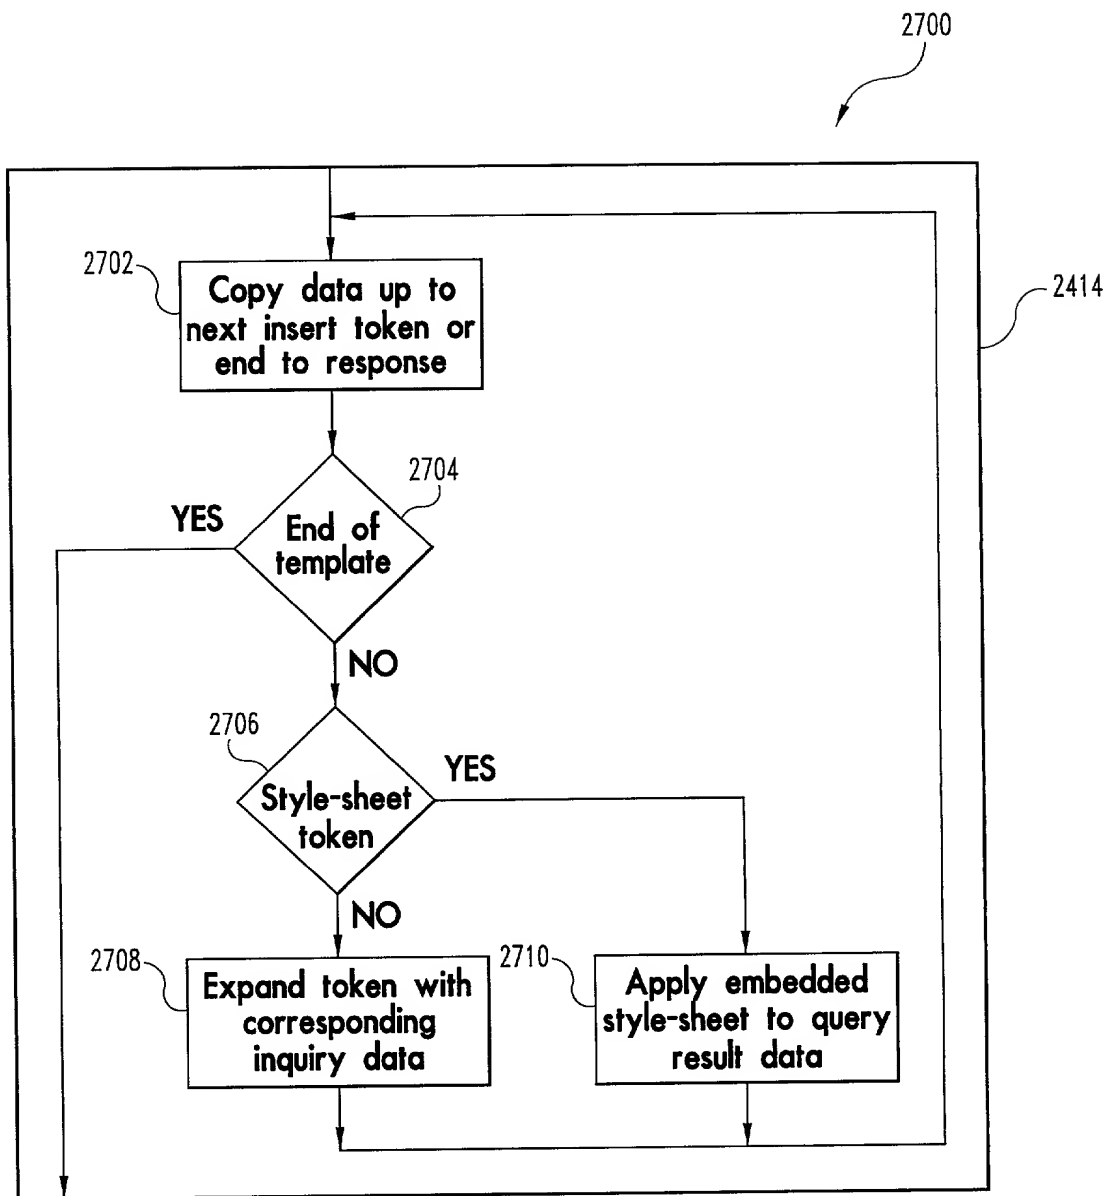 2700
2702
Copy data up to
next insert token or
end to response
2414
2704
YES
End of
template
NO
2706
YES
Style-sheet
token
NO
2708
Expand token with
corresponding
inquiry data
2710
Apply embedded
style-sheet to query
result data